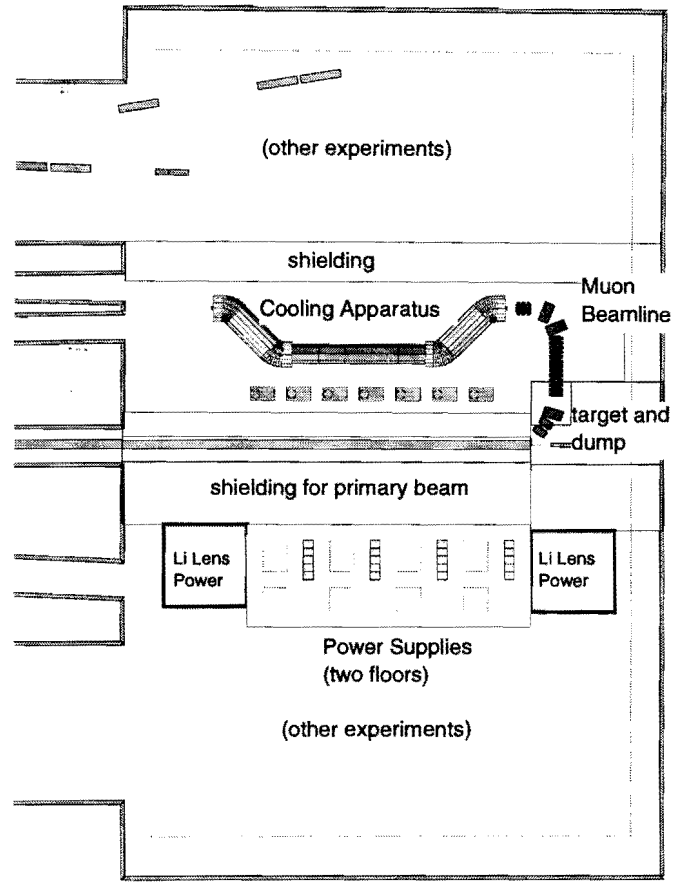 (other experiments)
shielding
Cooling Apparatus
Muon
Beamline
target and
dump
shielding for primary beam
Li Lens
Power
Li Lens
Power
Power Supplies
(two floors)
(other experiments)